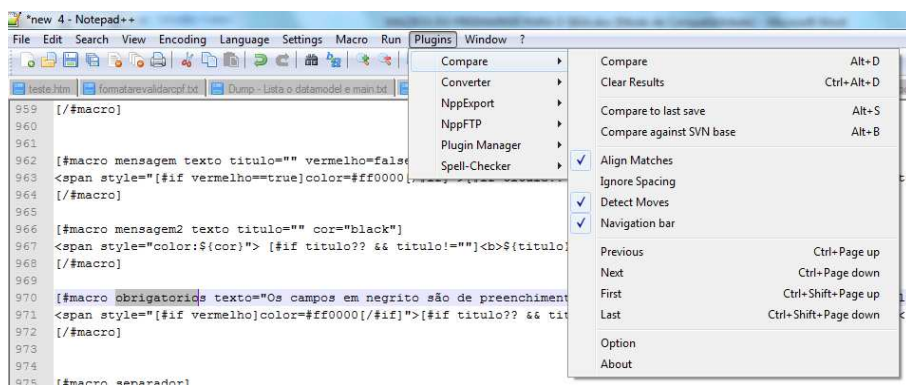 *new 4 - Notepad++
File Edit Search View Encoding Language Settings Macro Run Plugins Window ?
teste.htm formatarevalidarcpf.txt Dump - Lista o datamodel e main.txt
Compare
Converter
NppExport
NppFTP
Plugin Manager
Spell-Checker
Compare Alt+D
Clear Results Ctrl+Alt+D
Compare to last save Alt+S
Compare against SVN base Alt+B
Align Matches
Ignore Spacing
Detect Moves
Navigation bar
Previous Ctrl+Page up
Next Ctrl+Page down
First Ctrl+Shift+Page up
Last Ctrl+Shift+Page down
Option
About
959 [/#macro]
960
961
962 [#macro mensagem texto titulo="" vermelho=false
963 <span style="[#if vermelho==true]color=#ff0000
964 [/#macro]
965
966 [#macro mensagem2 texto titulo="" cor="black"]
967 <span style="color:${cor}"> [#if titulo?? && titulo!=""]<b>${titulo}
968 [/#macro]
969
970 [#macro obrigatorios texto="Os campos em negrito são de preenchiment
971 <span style="[#if vermelho]color=#ff0000[/#if]">[#if titulo?? && tit
972 [/#macro]
973
974
975 [#macro separador]